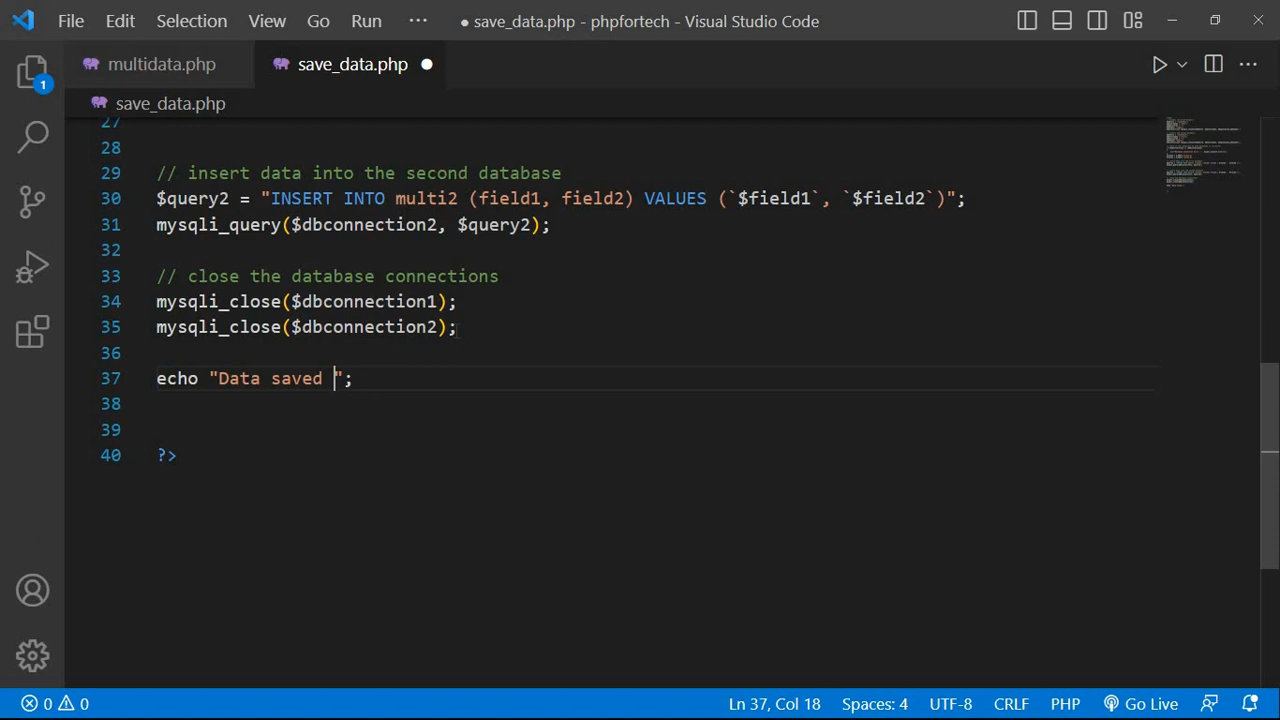 File Edit Selection View Go Run ··· ● save_data.php - phpfortech - Visual Studio Code
multidata.php save_data.php
save_data.php
27
28
29 // insert data into the second database
30 $query2 = "INSERT INTO multi2 (field1, field2) VALUES (`$field1`, `$field2`)";
31 mysqli_query($dbconnection2, $query2);
32
33 // close the database connections
34 mysqli_close($dbconnection1);
35 mysqli_close($dbconnection2);
36
37 echo "Data saved ";
38
39
40 ?>
1
0 0 Ln 37, Col 18 Spaces: 4 UTF-8 CRLF PHP Go Live